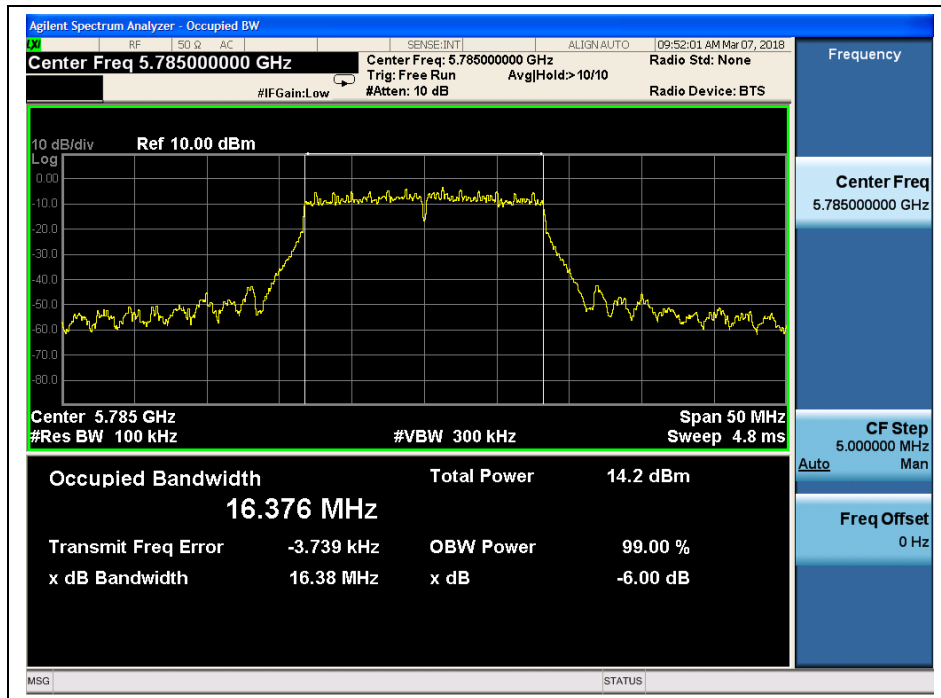 Agilent Spectrum Analyzer - Occupied BW
LXI RF 50 Ω AC SENSE:INT ALIGN AUTO 09:52:01 AM Mar 07, 2018
Center Freq 5.785000000 GHz
Center Freq: 5.785000000 GHz
Radio Std: None
Trig: Free Run Avg|Hold:>10/10
#IFGain:Low #Atten: 10 dB Radio Device: BTS
10 dB/div Ref 10.00 dBm
Log
0.00
-10.0
-20.0
-30.0
-40.0
-50.0
-60.0
-70.0
-80.0
Center 5.785 GHz Span 50 MHz
#Res BW 100 kHz #VBW 300 kHz Sweep 4.8 ms
Occupied Bandwidth Total Power 14.2 dBm
16.376 MHz
Transmit Freq Error -3.739 kHz OBW Power 99.00 %
x dB Bandwidth 16.38 MHz x dB -6.00 dB
Frequency
Center Freq
5.785000000 GHz
CF Step
5.000000 MHz
Auto Man
Freq Offset
0 Hz
MSG STATUS